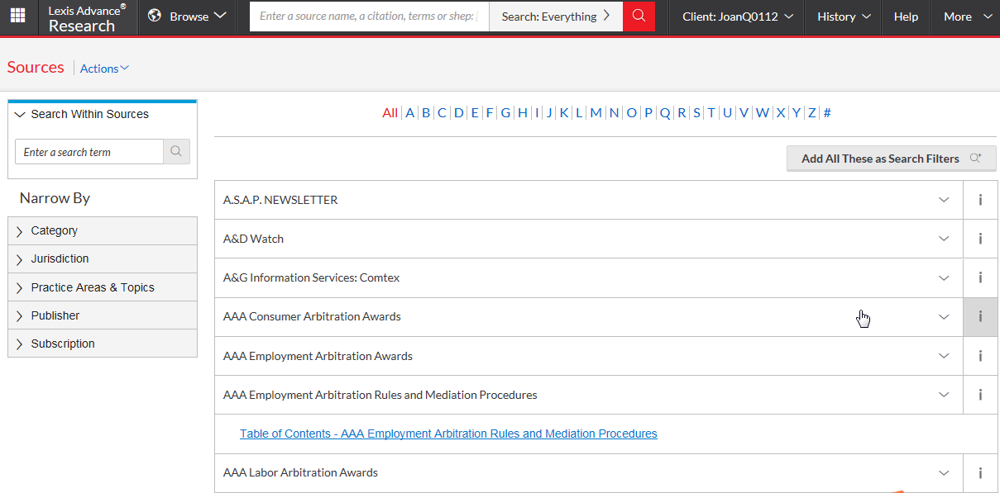 Lexis Advance®
Research
Browse
Enter a source name, a citation, terms or shep:
Search: Everything
Client: JoanQ0112
History
Help
More
Sources
Actions
Search Within Sources
Enter a search term
Narrow By
Category
Jurisdiction
Practice Areas & Topics
Publisher
Subscription
All A B C D E F G H I J K L M N O P Q R S T U V W X Y Z #
Add All These as Search Filters
A.S.A.P. NEWSLETTER
i
A&D Watch
i
A&G Information Services: Comtex
i
AAA Consumer Arbitration Awards
i
AAA Employment Arbitration Awards
i
AAA Employment Arbitration Rules and Mediation Procedures
i
Table of Contents - AAA Employment Arbitration Rules and Mediation Procedures
AAA Labor Arbitration Awards
i